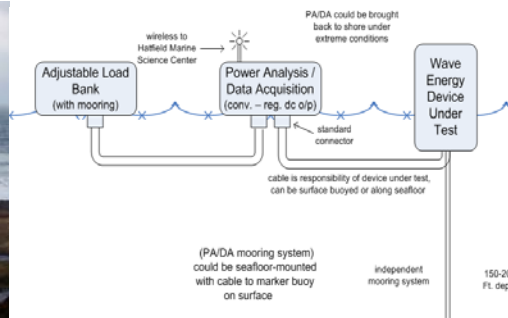 PA/DA could be brought
back to shore under
extreme conditions
wireless to
Hatfield Marine
Science Center
Adjustable Load
Bank
(with mooring)
Power Analysis /
Data Acquisition
(conv. – reg. dc o/p)
Wave
Energy
Device
Under
Test
standard
connector
cable is responsibility of device under test,
can be surface buoyed or along seafloor
(PA/DA mooring system)
could be seafloor-mounted
with cable to marker buoy
on surface
independent
mooring system
Ft.